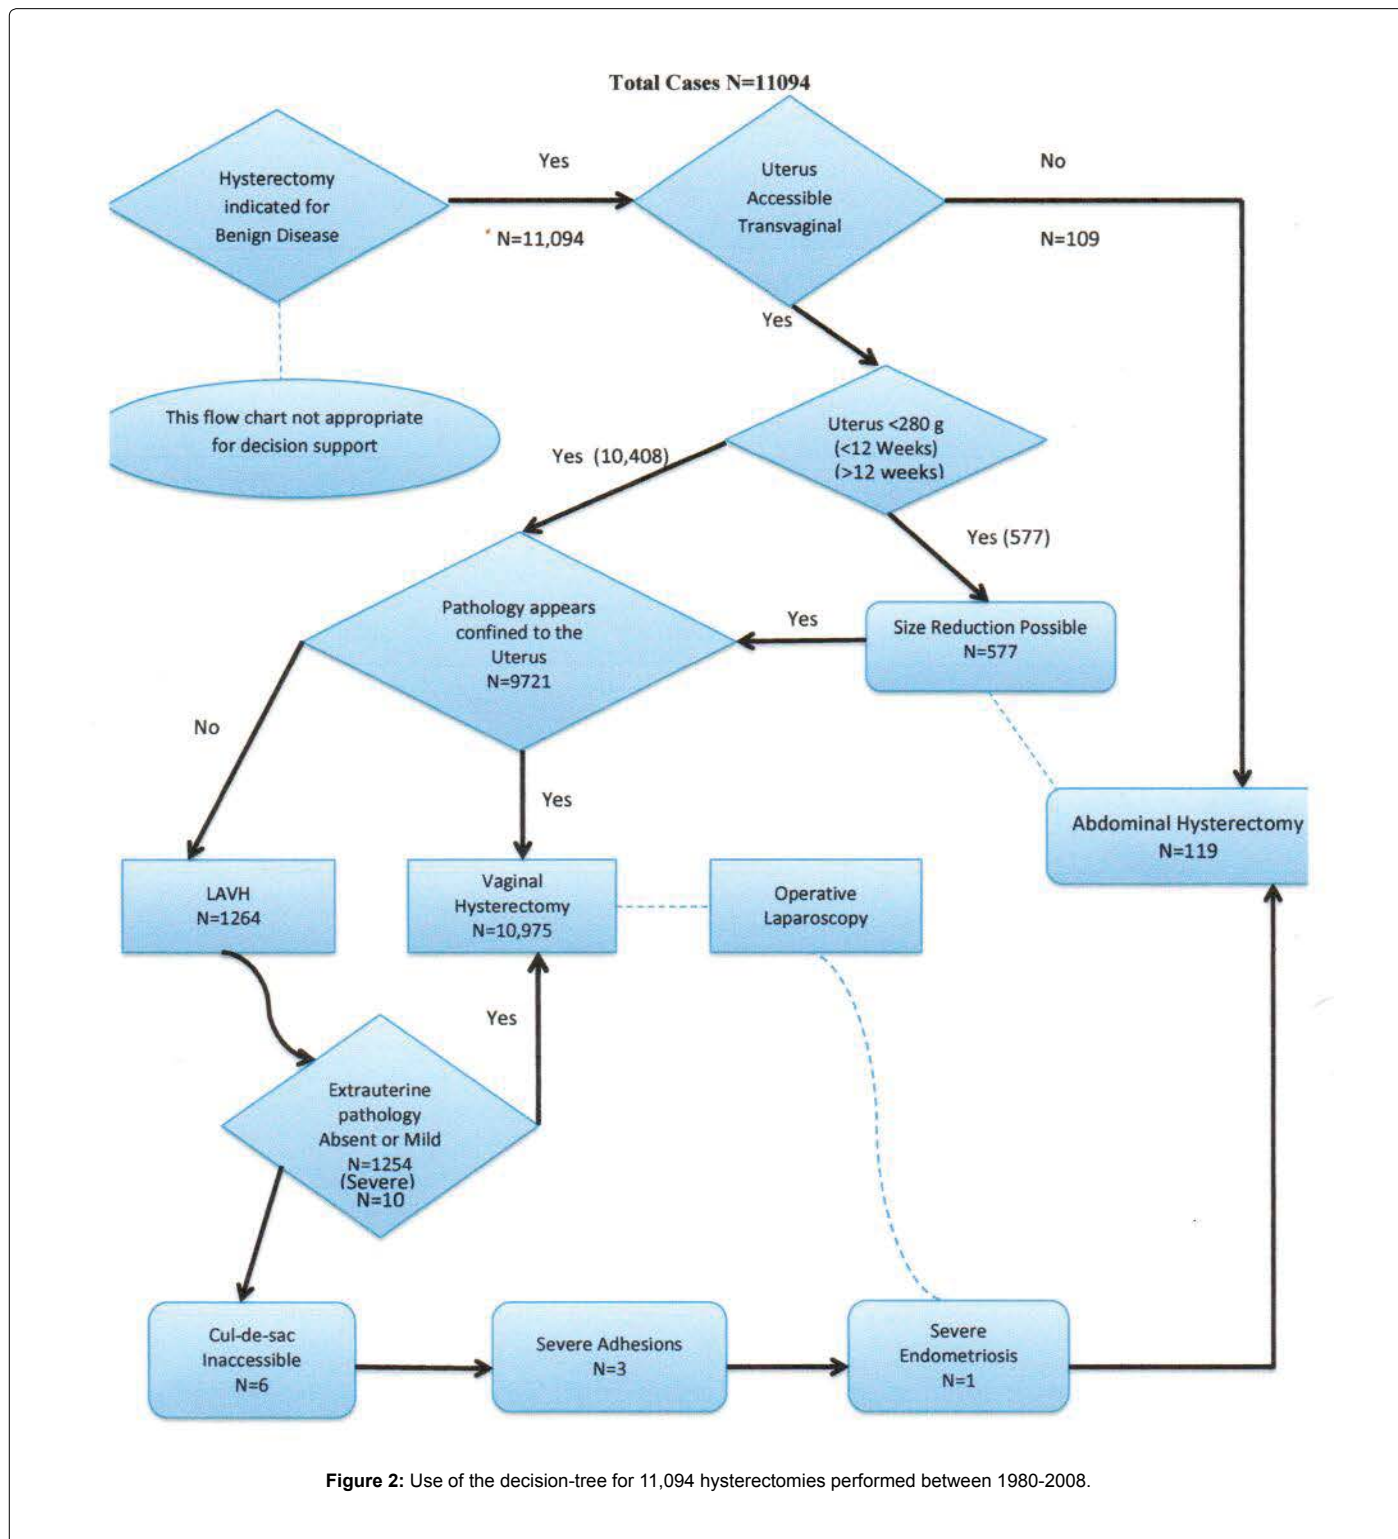 Total Cases N=11094
Hysterectomy
indicated for
Benign Disease
Yes
N=11,094
Uterus
Accessible
Transvaginal
No
N=109
Yes
This flow chart not appropriate
for decision support
Uterus <280 g
(<12 Weeks)
(>12 weeks)
Yes (10,408)
Yes (577)
Pathology appears
confined to the
Uterus
N=9721
Yes
Size Reduction Possible
N=577
No
Yes
Abdominal Hysterectomy
N=119
LAVH
N=1264
Vaginal
Hysterectomy
N=10,975
Operative
Laparoscopy
Yes
Extrauterine
pathology
Absent or Mild
N=1254
(Severe)
N=10
Cul-de-sac
Inaccessible
N=6
Severe Adhesions
N=3
Severe
Endometriosis
N=1
Figure 2: Use of the decision-tree for 11,094 hysterectomies performed between 1980-2008.